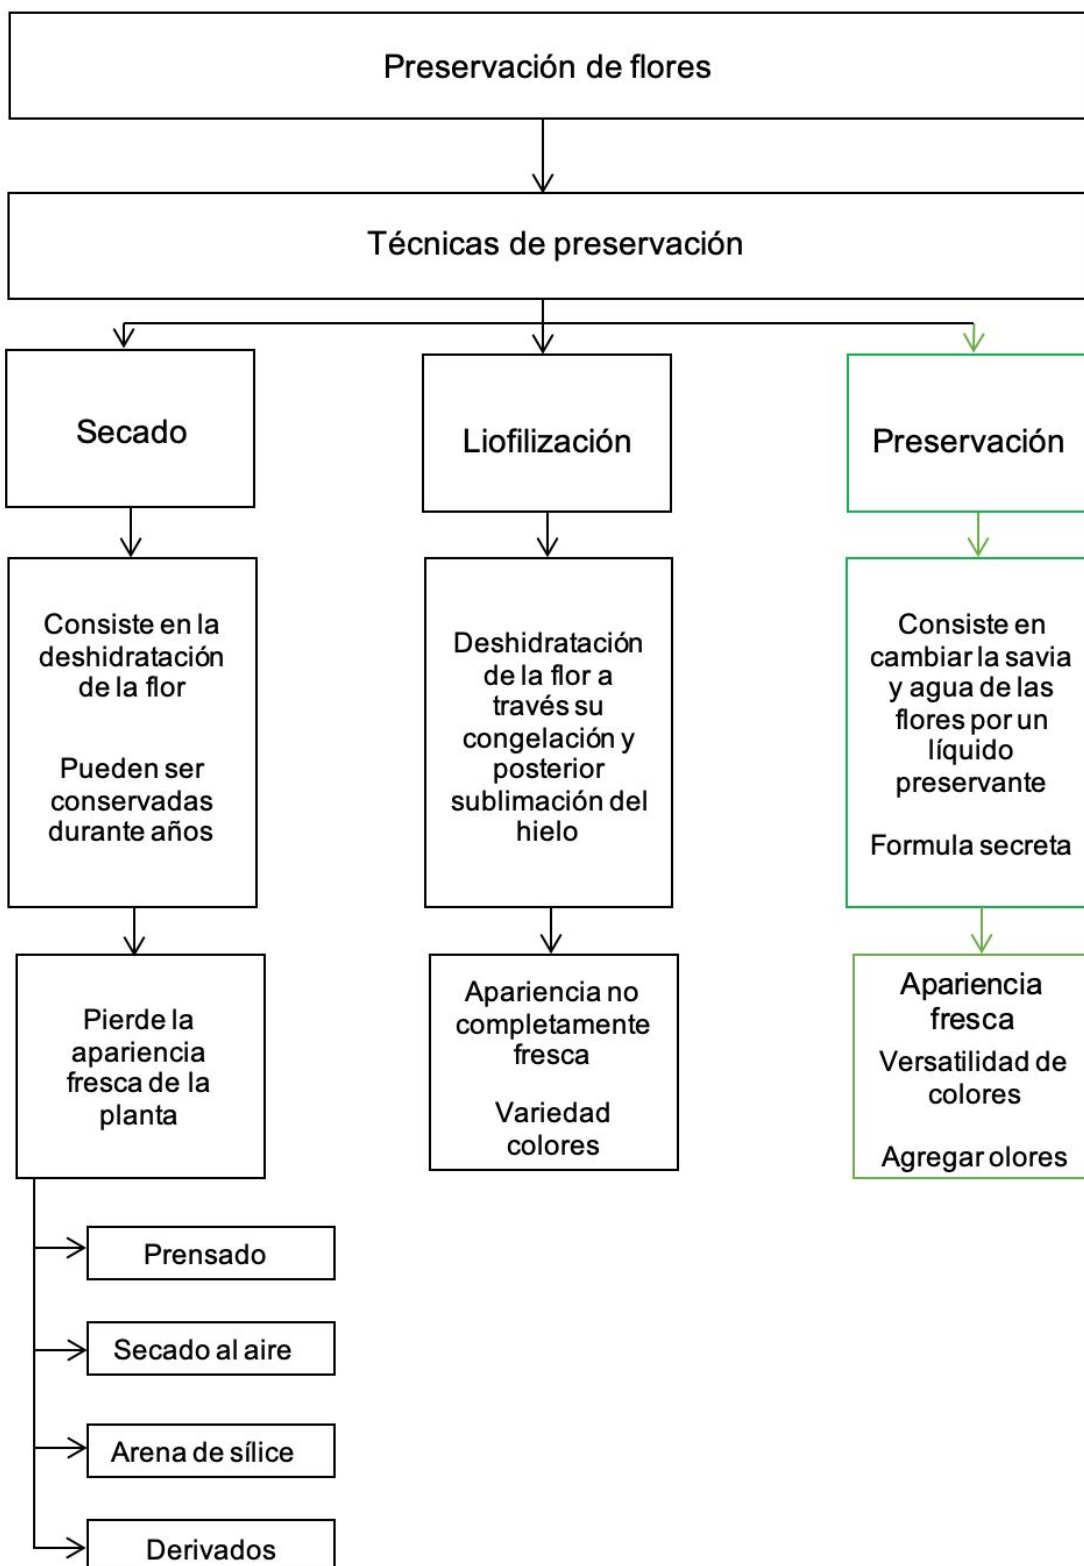 Preservación de flores
Técnicas de preservación
Secado
Liofilización
Preservación
Consiste en la
deshidratación
de la flor
Pueden ser
conservadas
durante años
Deshidratación
de la flor a
través su
congelación y
posterior
sublimación del
hielo
Consiste en
cambiar la savia
y agua de las
flores por un
líquido
preservante
Formula secreta
Pierde la
apariencia
fresca de la
planta
Apariencia no
completamente
fresca
Variedad
colores
Apariencia
fresca
Versatilidad de
colores
Agregar olores
Prensado
Secado al aire
Arena de sílice
Derivados